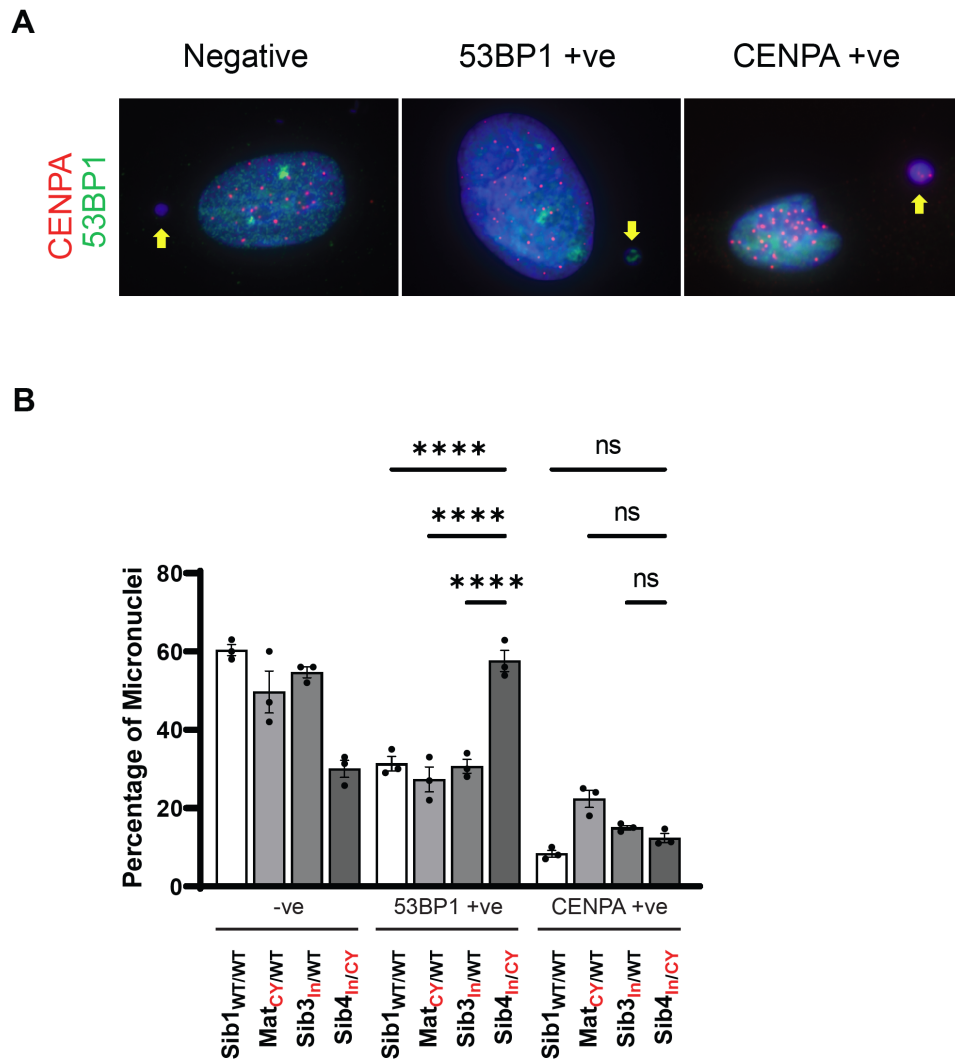 A
Negative
53BP1 +ve
CENPA +ve
CENPA
53BP1
B
**** ns
**** ns
**** ns
Percentage of Micronuclei
80
60
40
20
0
-ve
53BP1 +ve
CENPA +ve
Sib1WT/WT
MatCY/WT
Sib3In/WT
Sib4In/CY
Sib1WT/WT
MatCY/WT
Sib3In/WT
Sib4In/CY
Sib1WT/WT
MatCY/WT
Sib3In/WT
Sib4In/CY